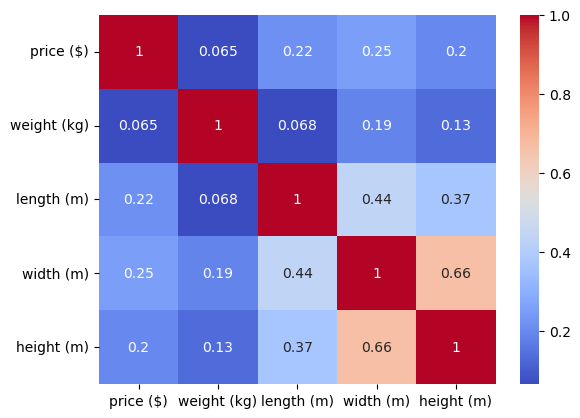 price ($) 1 0.065 0.22 0.25 0.2
weight (kg) 0.065 1 0.068 0.19 0.13
length (m) 0.22 0.068 1 0.44 0.37
width (m) 0.25 0.19 0.44 1 0.66
height (m) 0.2 0.13 0.37 0.66 1
price ($) weight (kg) length (m) width (m) height (m)
1.0
0.8
0.6
0.4
0.2